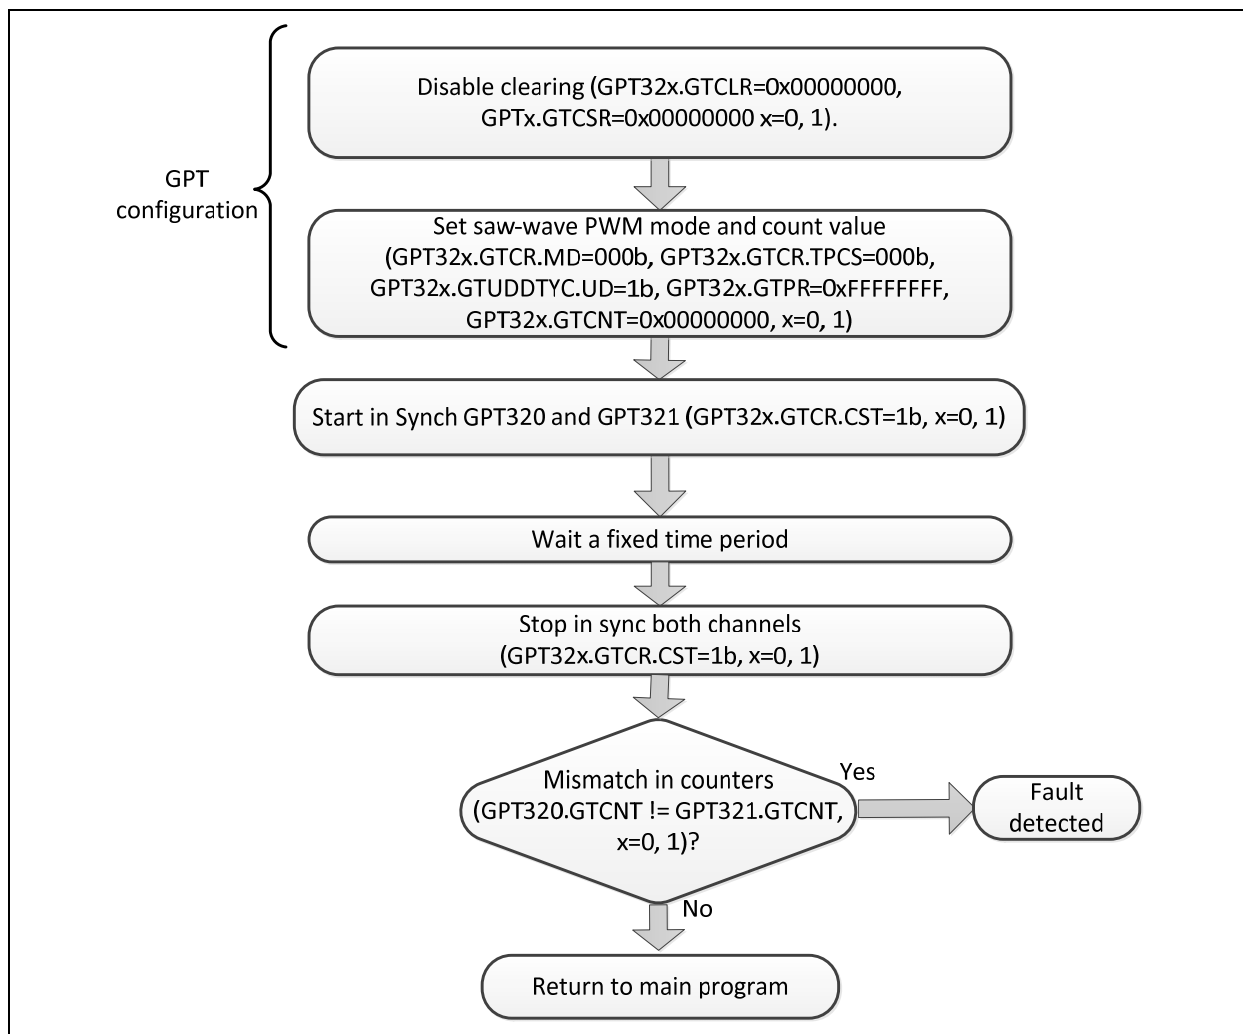 Disable clearing (GPT32x.GTCLR=0x00000000,
GPTx.GTCSR=0x00000000 x=0, 1).
GPT
configuration
Set saw-wave PWM mode and count value
(GPT32x.GTCR.MD=000b, GPT32x.GTCR.TPCS=000b,
GPT32x.GTUDDTYC.UD=1b, GPT32x.GTPR=0xFFFFFFFF,
GPT32x.GTCNT=0x00000000, x=0, 1)
Start in Synch GPT320 and GPT321 (GPT32x.GTCR.CST=1b, x=0, 1)
Wait a fixed time period
Stop in sync both channels
(GPT32x.GTCR.CST=1b, x=0, 1)
Mismatch in counters
(GPT320.GTCNT != GPT321.GTCNT,
x=0, 1)?
Yes
Fault
detected
No
Return to main program